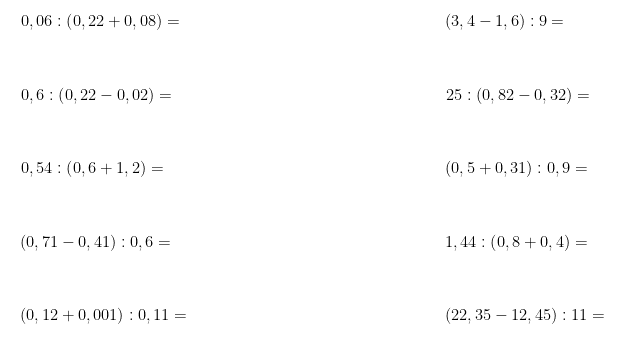 0,06 : (0,22 + 0,08) =
(3,4 − 1,6) : 9 =
0,6 : (0,22 − 0,02) =
25 : (0,82 − 0,32) =
0,54 : (0,6 + 1,2) =
(0,5 + 0,31) : 0,9 =
(0,71 − 0,41) : 0,6 =
1,44 : (0,8 + 0,4) =
(0,12 + 0,001) : 0,11 =
(22,35 − 12,45) : 11 =